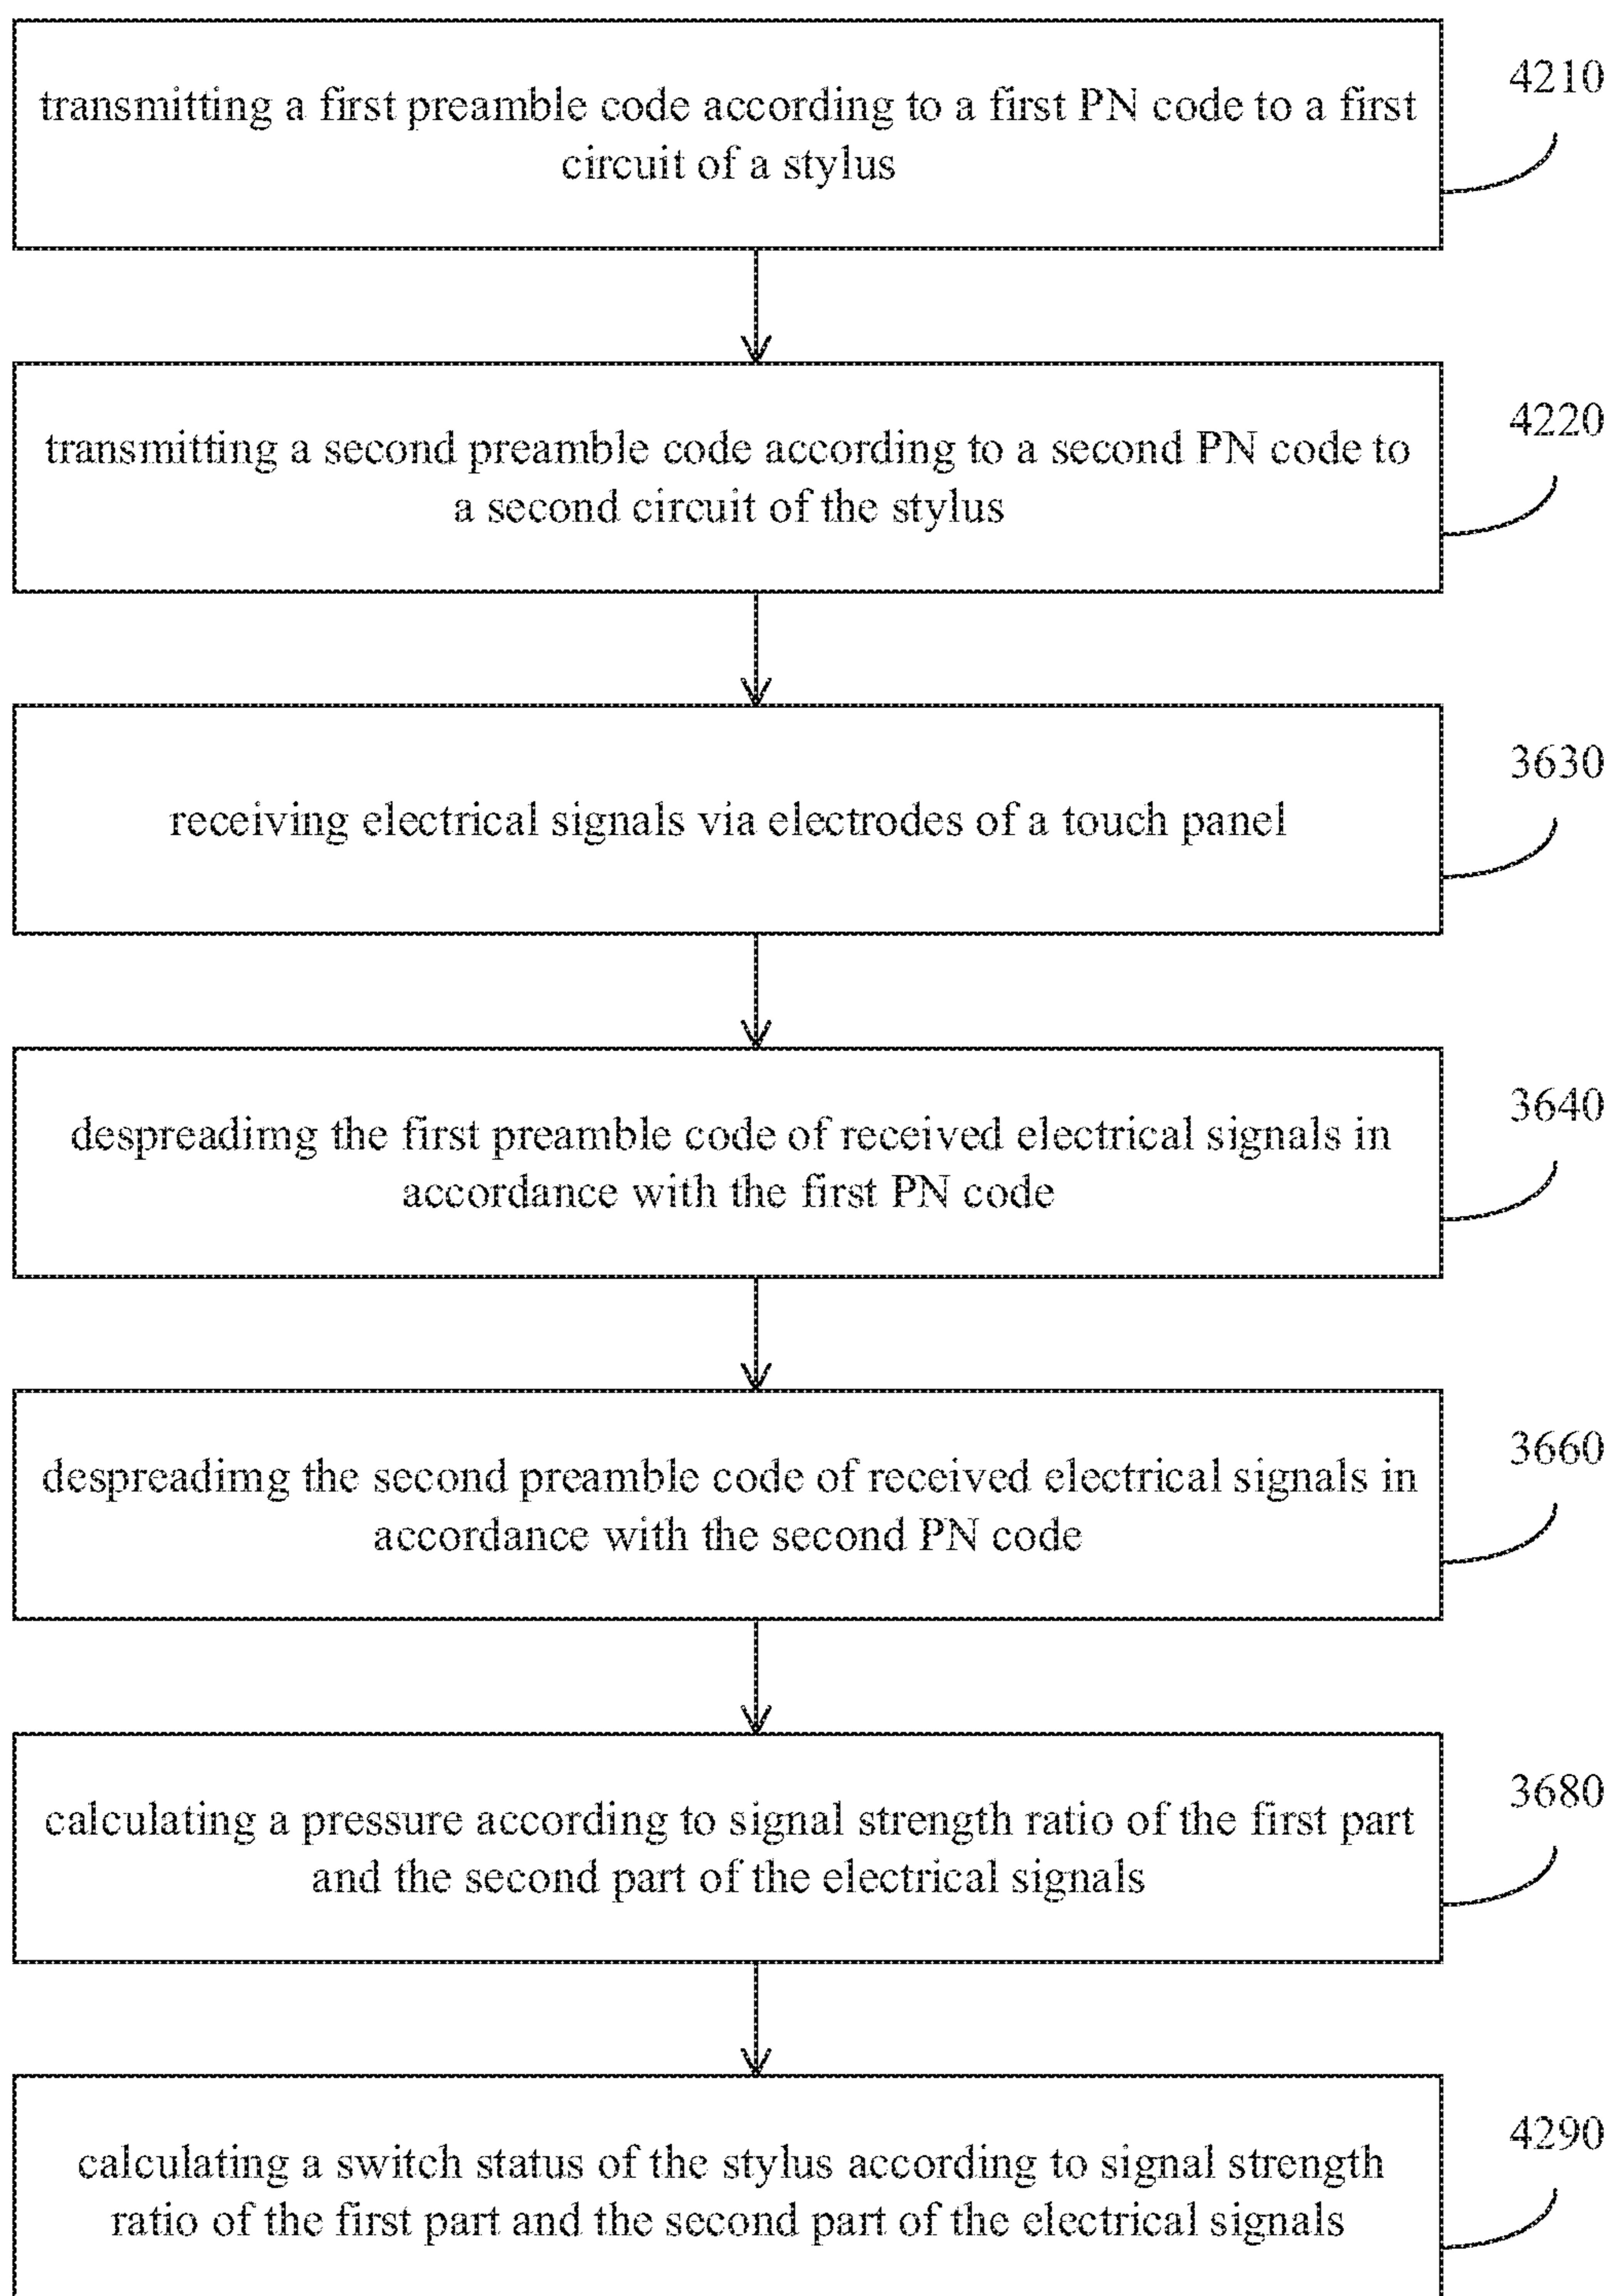 transmitting a first preamble code according to a first PN code to a first
circuit of a stylus
4210
transmitting a second preamble code according to a second PN code to
a second circuit of the stylus
4220
receiving electrical signals via electrodes of a touch panel
3630
despreadimg the first preamble code of received electrical signals in
accordance with the first PN code
3640
despreadimg the second preamble code of received electrical signals in
accordance with the second PN code
3660
calculating a pressure according to signal strength ratio of the first part
and the second part of the electrical signals
3680
calculating a switch status of the stylus according to signal strength
ratio of the first part and the second part of the electrical signals
4290